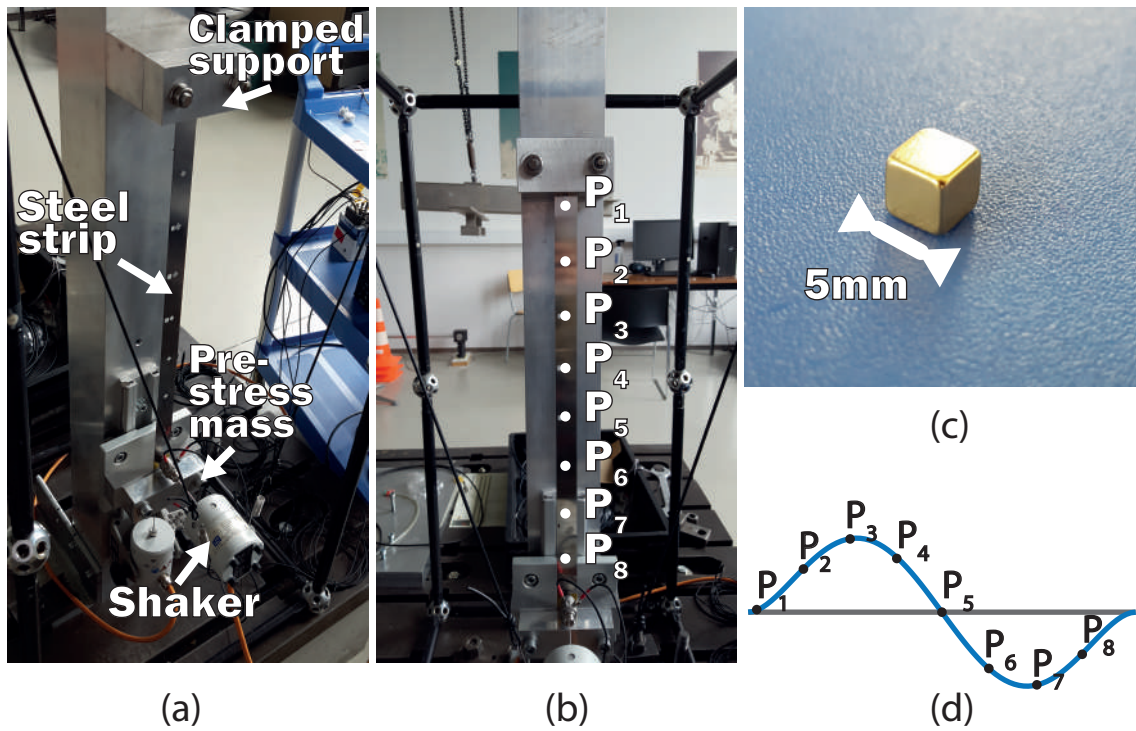 Clamped
support
Steel
strip
Pre-
stress
mass
Shaker
(a)
P1
P2
P3
P4
P5
P6
P7
P8
(b)
5mm
(c)
P1
P2
P3
P4
P5
P6
P7
P8
(d)